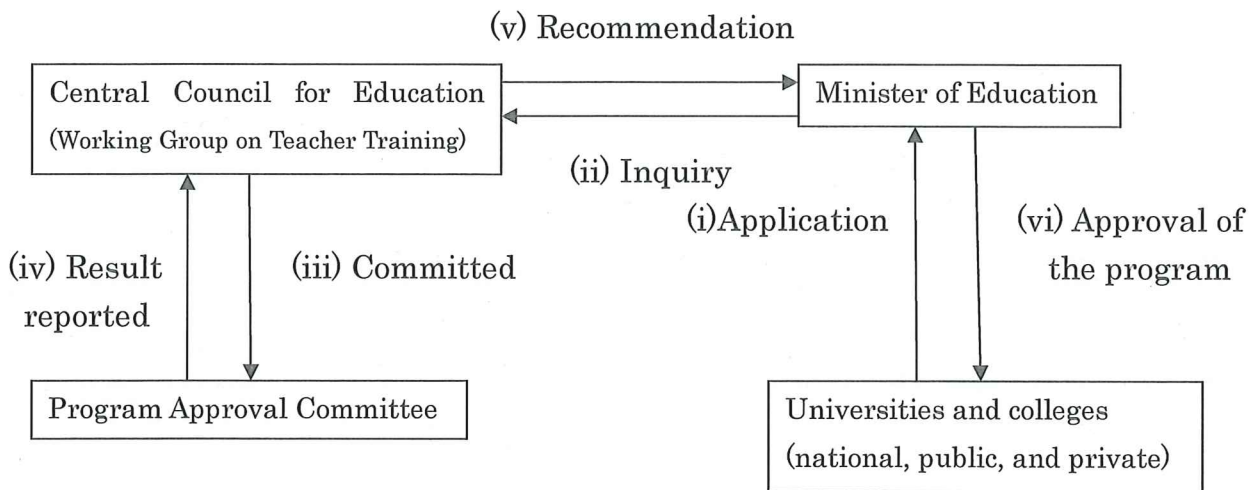 (v) Recommendation
Central Council for Education
(Working Group on Teacher Training)
Minister of Education
(ii) Inquiry
(i)Application
(vi) Approval of
the program
(iv) Result
reported
(iii) Committed
Program Approval Committee
Universities and colleges
(national, public, and private)